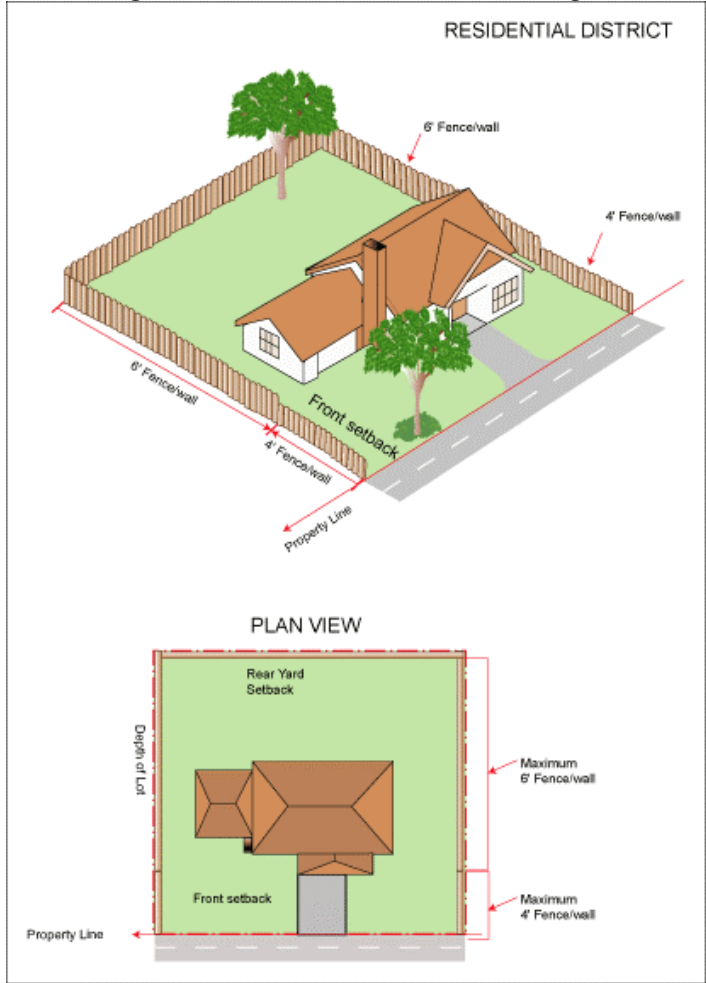 RESIDENTIAL DISTRICT
6' Fence/wall
4' Fence/wall
6' Fence/wall
Front setback
4' Fence/wall
Property Line
PLAN VIEW
Rear Yard
Setback
Depth of Lot
Maximum
6' Fence/wall
Front setback
Maximum
4' Fence/wall
Property Line